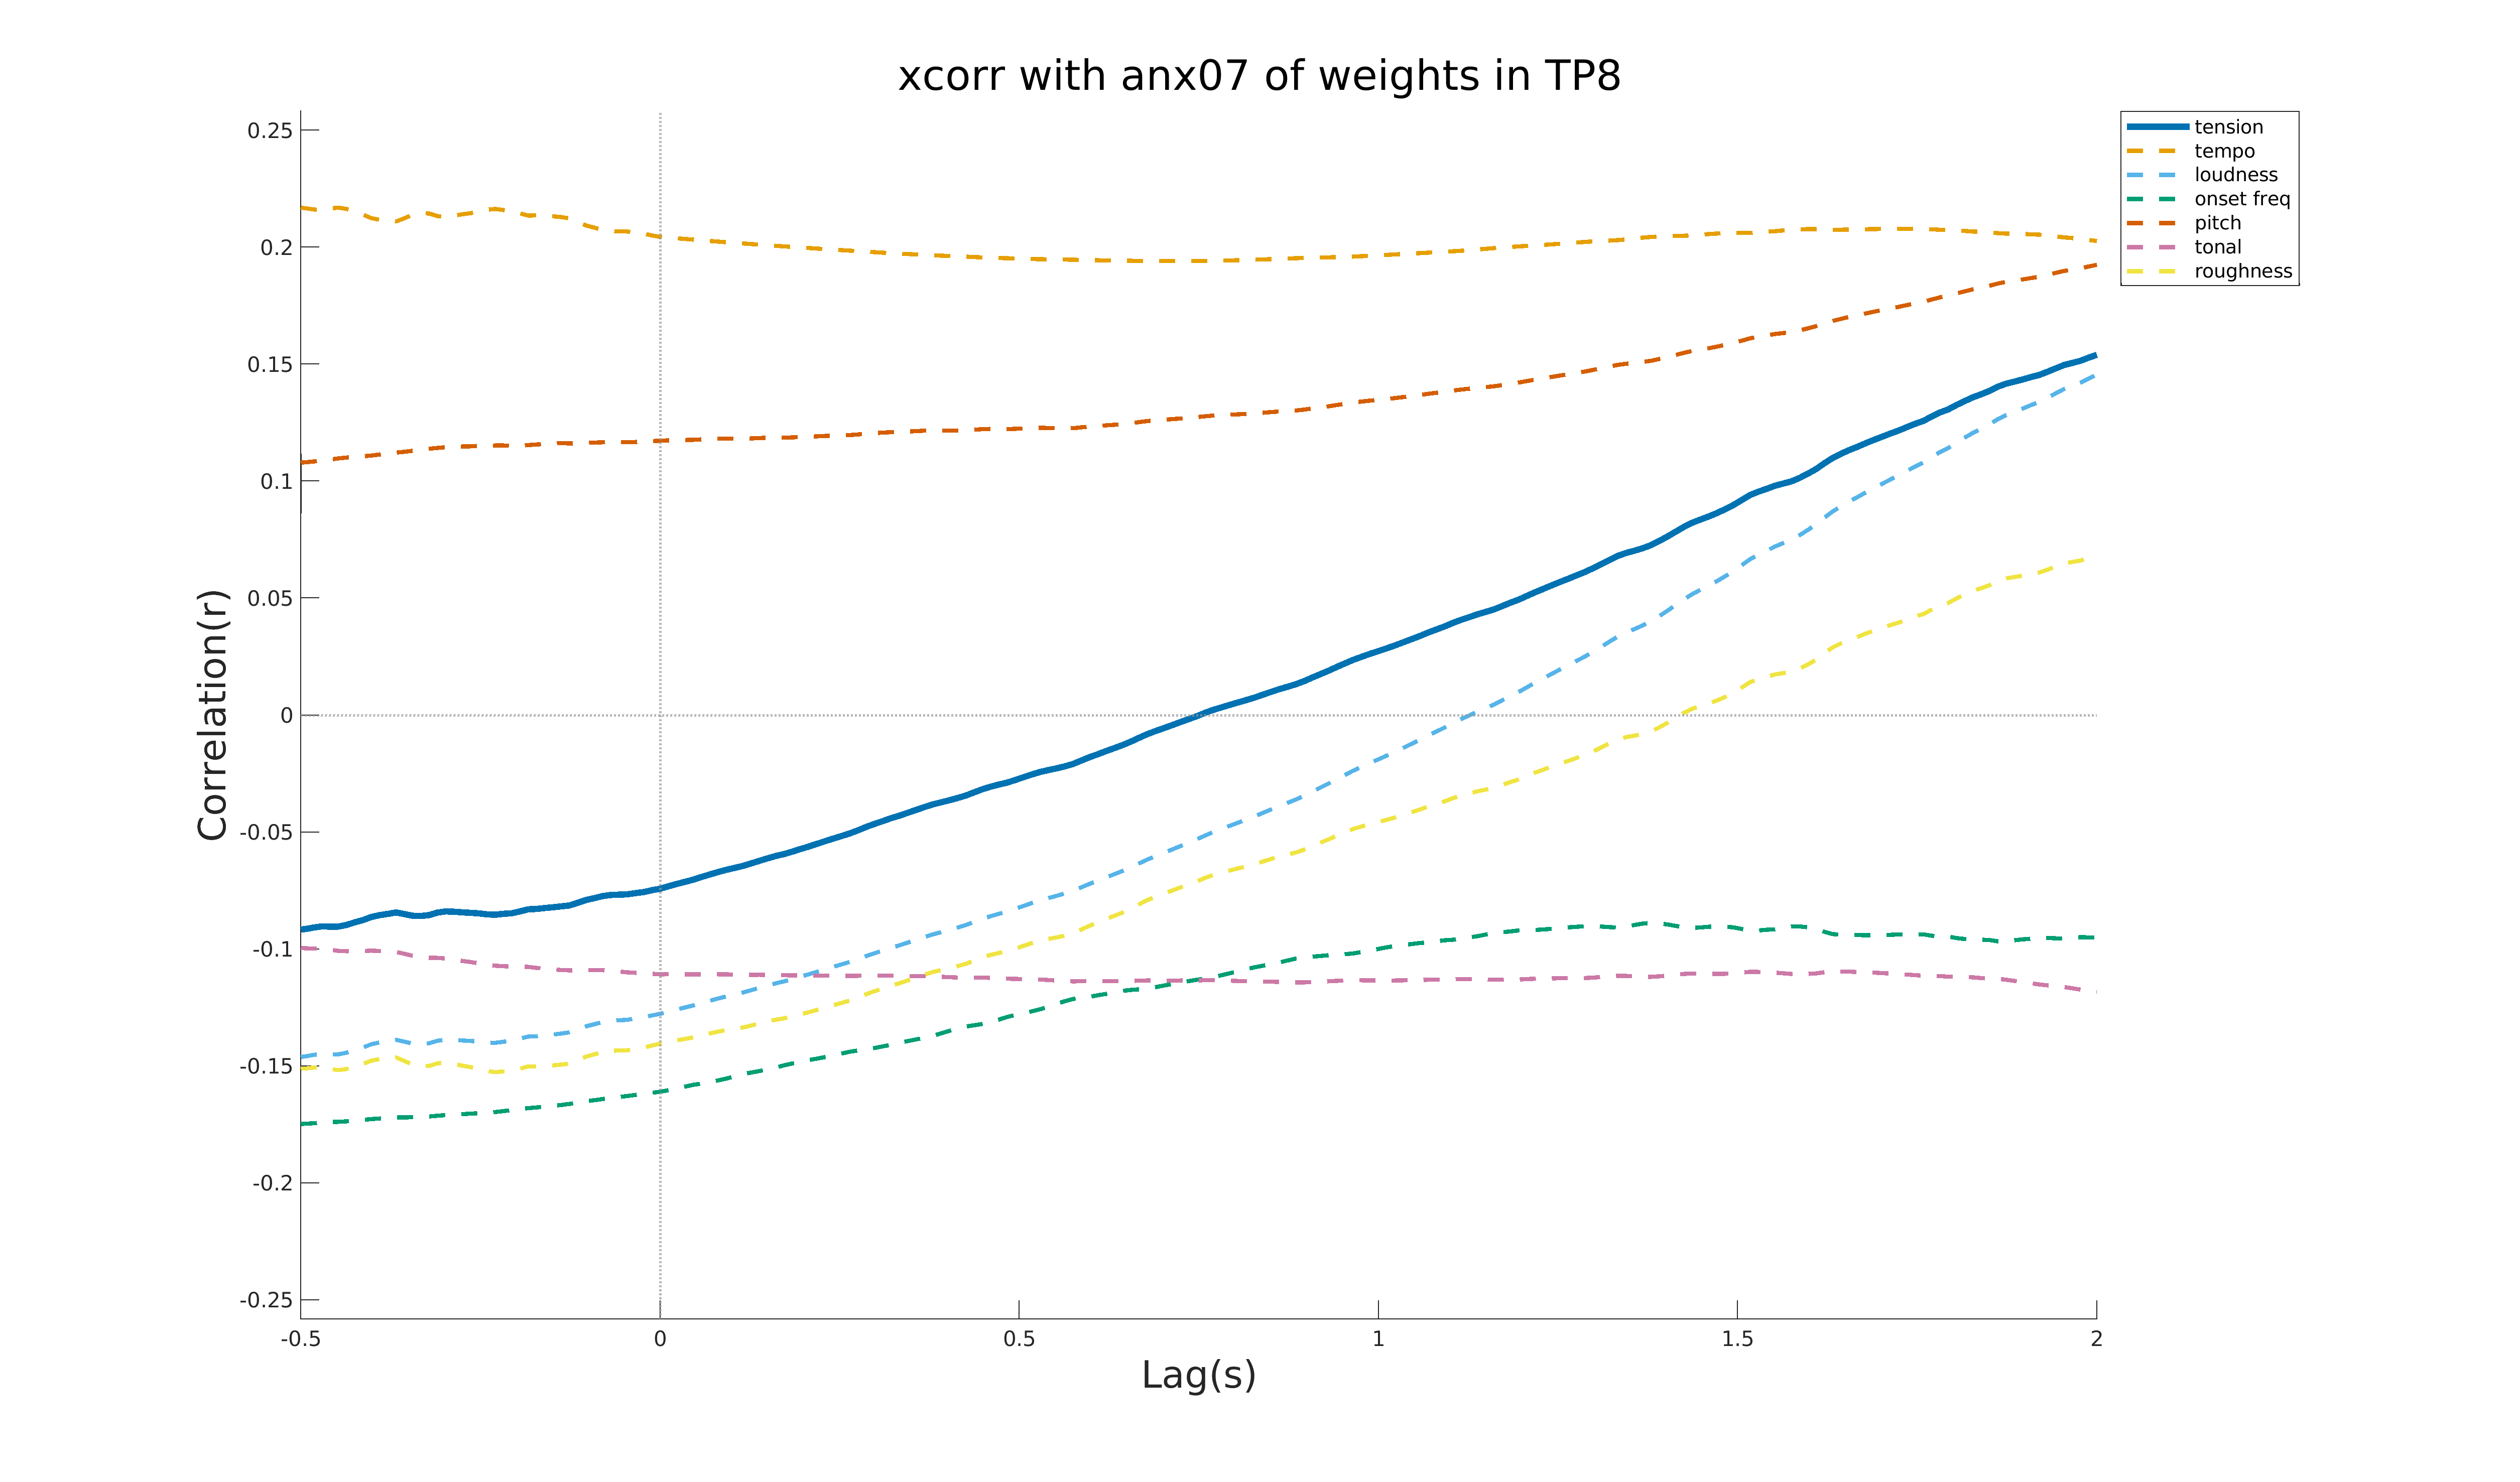 xcorr with anx07 of weights in TP8
0.25
0.2
0.15
0.1
0.05
0
-0.05
-0.1
-0.15
-0.2
-0.25
Correlation(r)
-0.5
0
0.5
1
1.5
2
Lag(s)
tension
tempo
loudness
onset freq
pitch
tonal
roughness